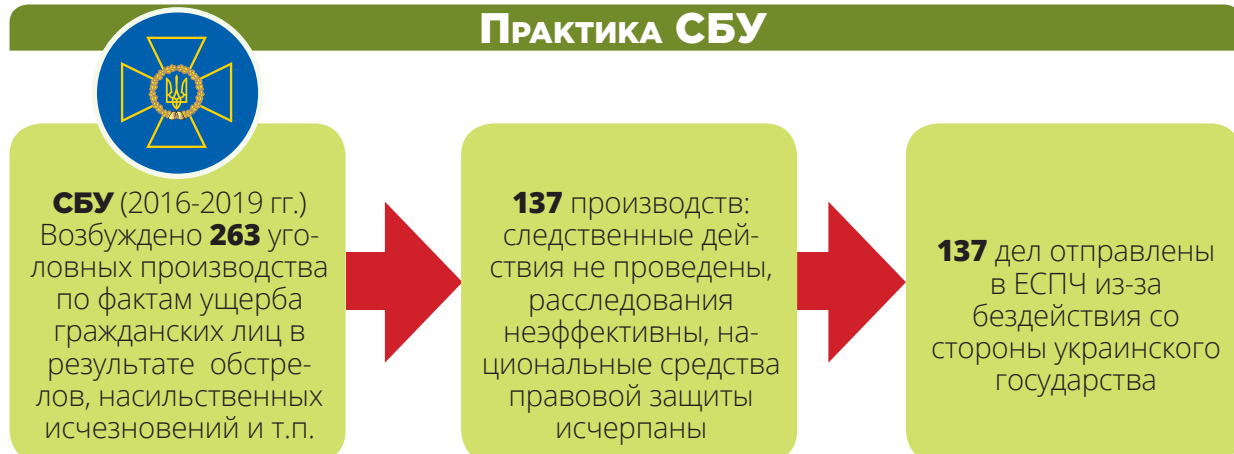 Практика СБУ
СБУ (2016-2019 гг.)
Возбуждено 263 уго-
ловных производства
по фактам ущерба
гражданских лиц в
результате обстре-
лов, насильственных
исчезновений и т.п.
137 производств:
следственные дей-
ствия не проведены,
расследования
неэффективны, на-
циональные средства
правовой защиты
исчерпаны
137 дел отправлены
в ЕСПЧ из-за
бездействия со
стороны украинского
государства